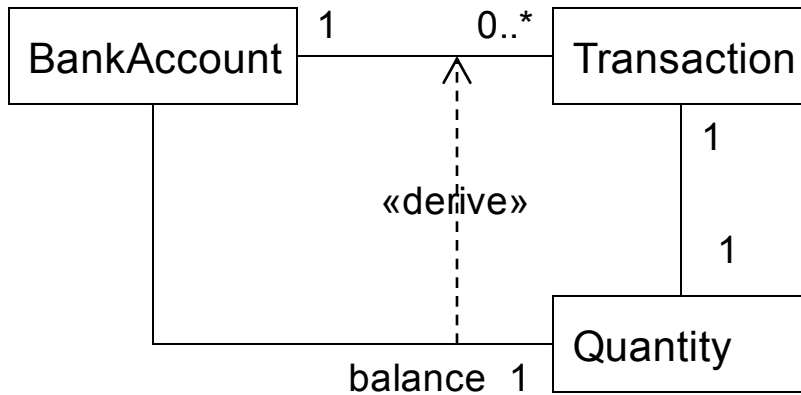 1 0..*
BankAccount Transaction
1
«derive»
1
Quantity
balance 1